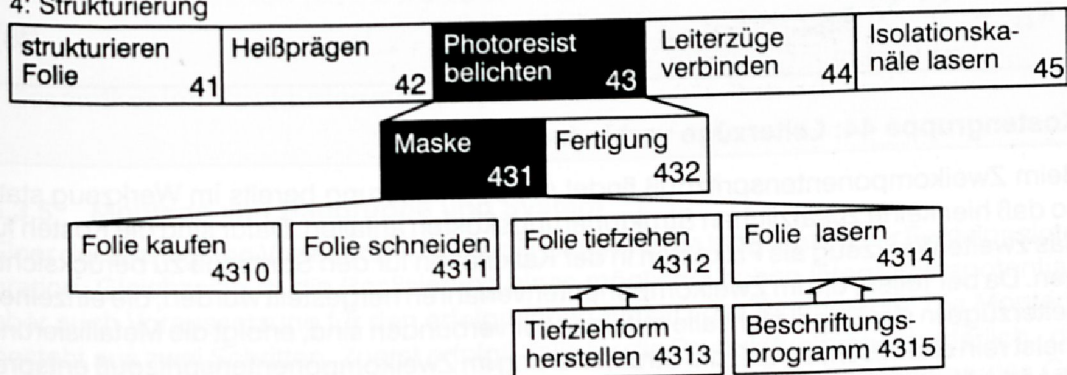 4: Strukturierung
strukturieren
Folie 41
Heißprägen
42
Photoresist
belichten 43
Leiterzüge
verbinden 44
Isolationska-
näle lasern 45
Maske
431
Fertigung
432
Folie kaufen
4310
Folie schneiden
4311
Folie tiefziehen
4312
Folie lasern
4314
Tiefziehform
herstellen 4313
Beschriftungs-
programm 4315